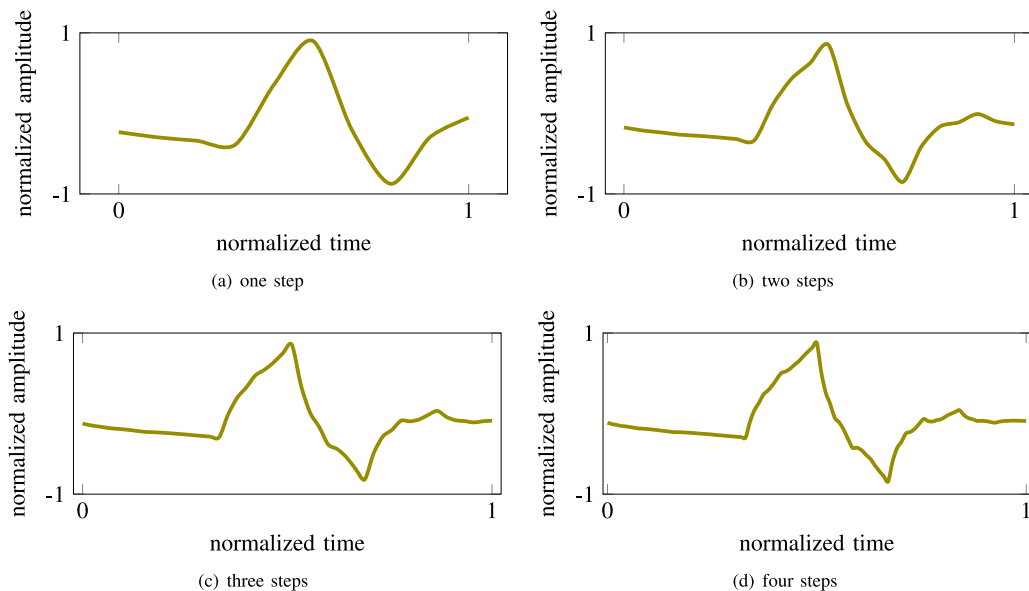 normalized amplitude
1
-1
0
1
normalized time
(a) one step
normalized amplitude
1
-1
0
1
normalized time
(b) two steps
normalized amplitude
1
-1
0
1
normalized time
(c) three steps
normalized amplitude
1
-1
0
1
normalized time
(d) four steps